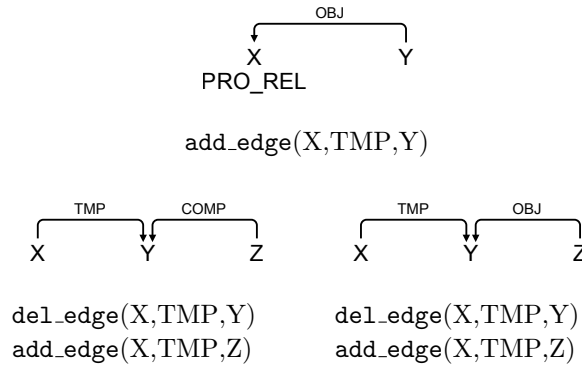 OBJ
X Y
PRO_REL
add_edge(X,TMP,Y)
TMP COMP
X Y Z
del_edge(X,TMP,Y)
add_edge(X,TMP,Z)
TMP OBJ
X Y Z
del_edge(X,TMP,Y)
add_edge(X,TMP,Z)